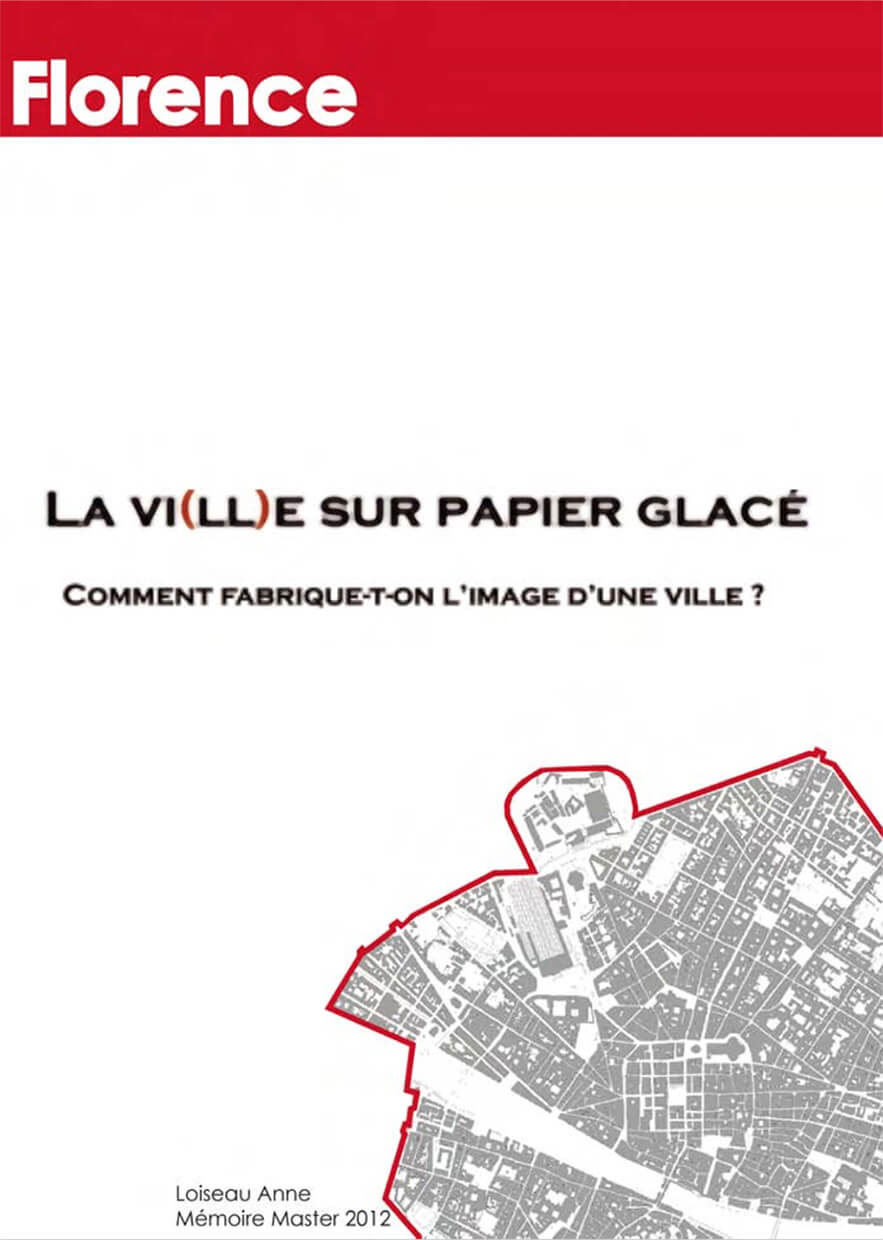 Florence
LA VI(LL)E SUR PAPIER GLACÉ
COMMENT FABRIQUE-T-ON L'IMAGE D'UNE VILLE ?
Loiseau Anne
Mémoire Master 2012